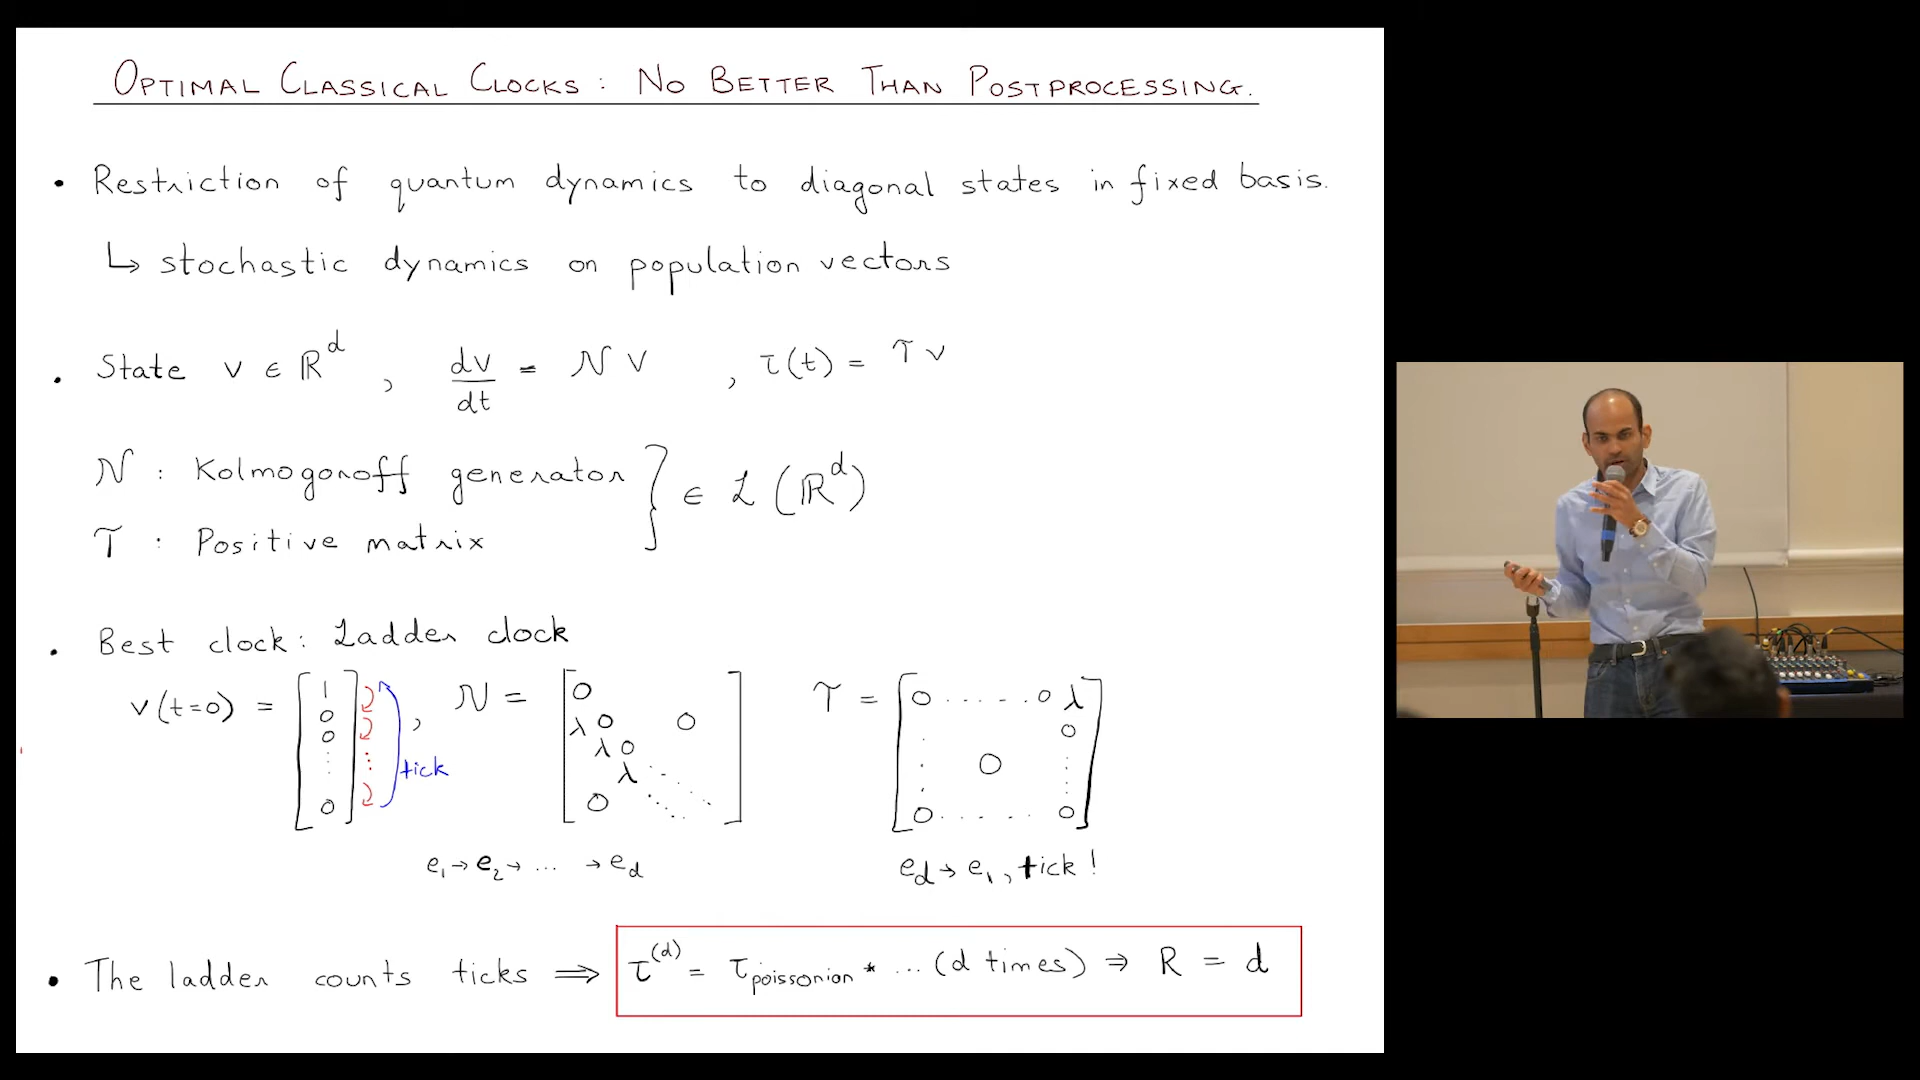 OPTIMAL CLASSICAL CLOCKS : NO BETTER THAN POSTPROCESSING.
• Restriction of quantum dynamics to diagonal states in fixed basis.
↳ stochastic dynamics on population vectors
• State v ∈ ℝ^d , dv/dt = 𝒩 v , τ(t) = 𝒯 v
𝒩 : Kolmogoroff generator } ∈ ℒ (ℝ^d)
𝒯 : Positive matrix
• Best clock: Ladder clock
v(t=0) = [1 0 0 ⋮ 0] tick , 𝒩 = [0 λ 0 0 λ 0 λ ⋱ ⋱ 0] 𝒯 = [0 ..... 0 λ 0 ⋮ 0 ⋮ 0 ..... 0]
e₁ → e₂ → ... → e_d e_d → e₁, tick !
• The ladder counts ticks ⟹ τ^(d) = τ_poissonian * ... (d times) ⇒ R = d